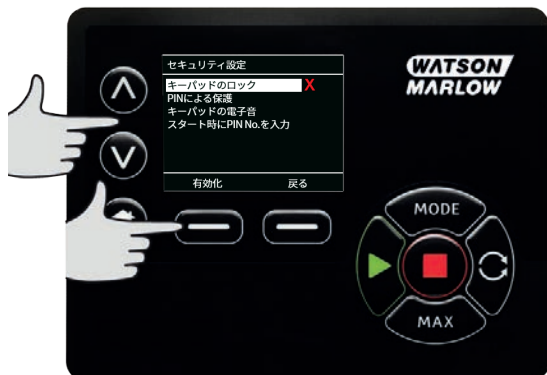 セキュリティ設定
キーパッドのロック X
PINによる保護
キーパッドの電子音
スタート時にPIN No.を入力
有効化 戻る
WATSON
MARLOW
MODE
MAX